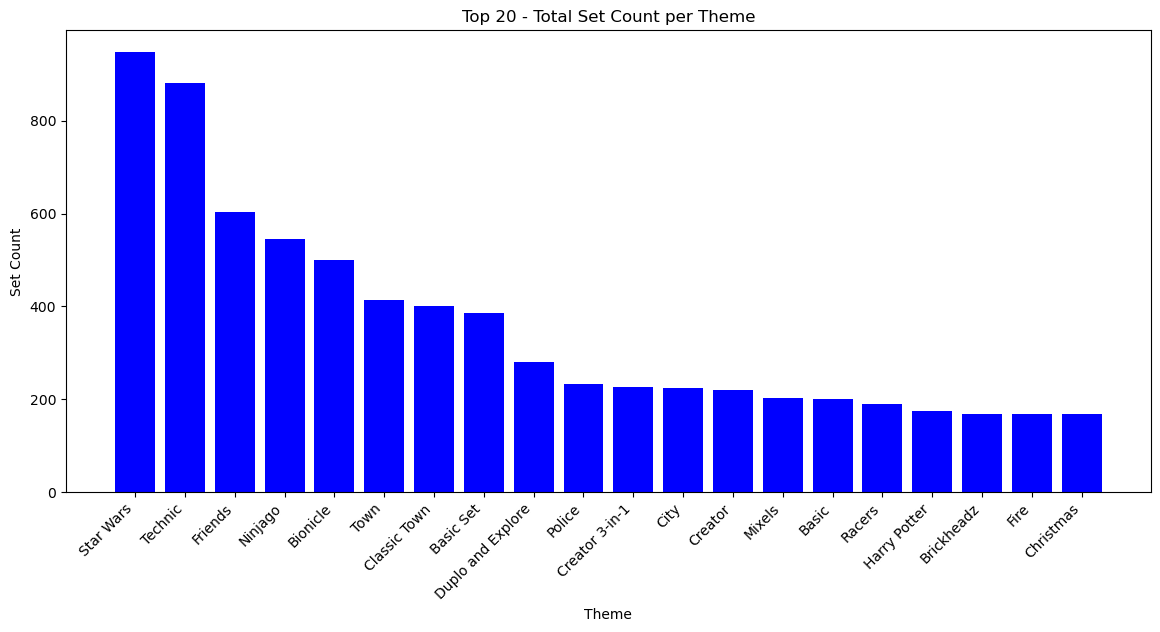 Top 20 - Total Set Count per Theme
Set Count
800
600
400
200
0
Star Wars
Technic
Friends
Ninjago
Bionicle
Town
Classic Town
Basic Set
Duplo and Explore
Police
Creator 3-in-1
City
Creator
Mixels
Basic
Racers
Harry Potter
Brickheadz
Fire
Christmas
Theme